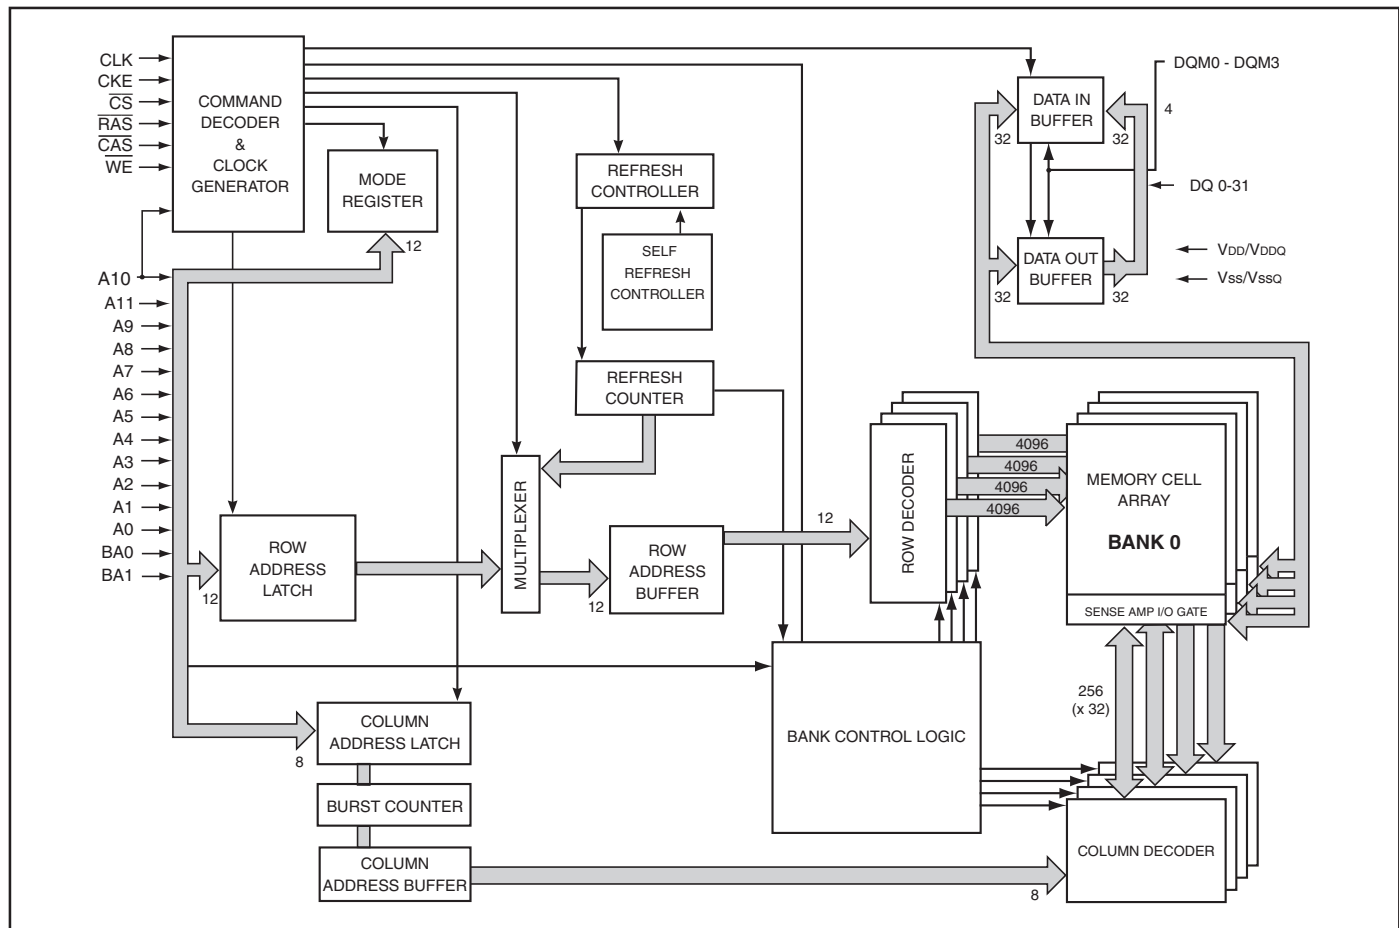 CLK
CKE
CS
RAS
CAS
WE
A10
A11
A9
A8
A7
A6
A5
A4
A3
A2
A1
A0
BA0
BA1
COMMAND
DECODER
&
CLOCK
GENERATOR
MODE
REGISTER
12
REFRESH
CONTROLLER
SELF
REFRESH
CONTROLLER
REFRESH
COUNTER
DATA IN
BUFFER
32
32
DQM0 - DQM3
4
DQ 0-31
DATA OUT
BUFFER
32
32
VDD/VDDQ
Vss/VssQ
MULTIPLEXER
ROW
ADDRESS
LATCH
12
ROW
ADDRESS
BUFFER
12
12
ROW DECODER
4096
4096
4096
4096
MEMORY CELL
ARRAY
BANK 0
SENSE AMP I/O GATE
256
(x 32)
BANK CONTROL LOGIC
COLUMN
ADDRESS LATCH
8
BURST COUNTER
COLUMN
ADDRESS BUFFER
8
COLUMN DECODER